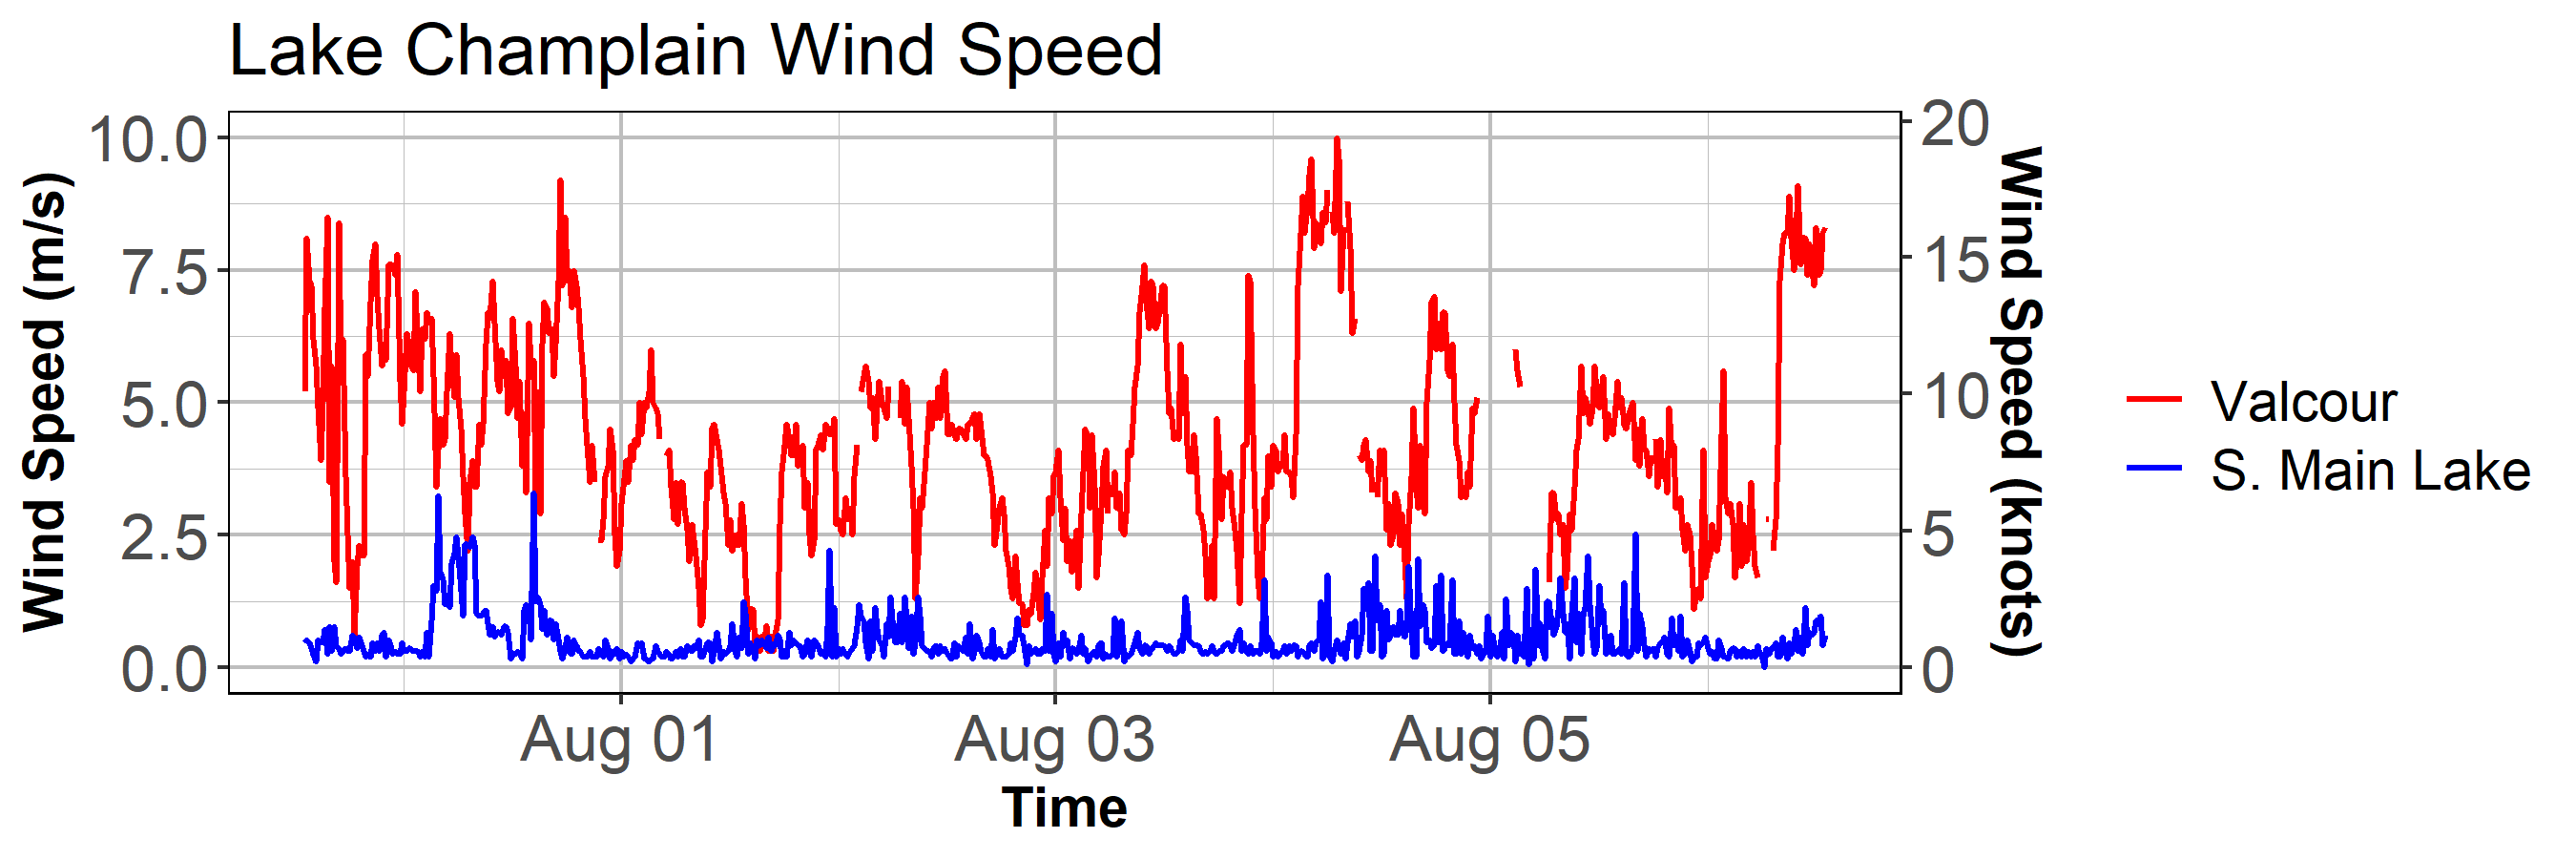 Lake Champlain Wind Speed
Wind Speed (m/s)
10.0
7.5
5.0
2.5
0.0
20
15
10
5
0
Wind Speed (knots)
Aug 01
Aug 03
Aug 05
Time
Valcour
S. Main Lake